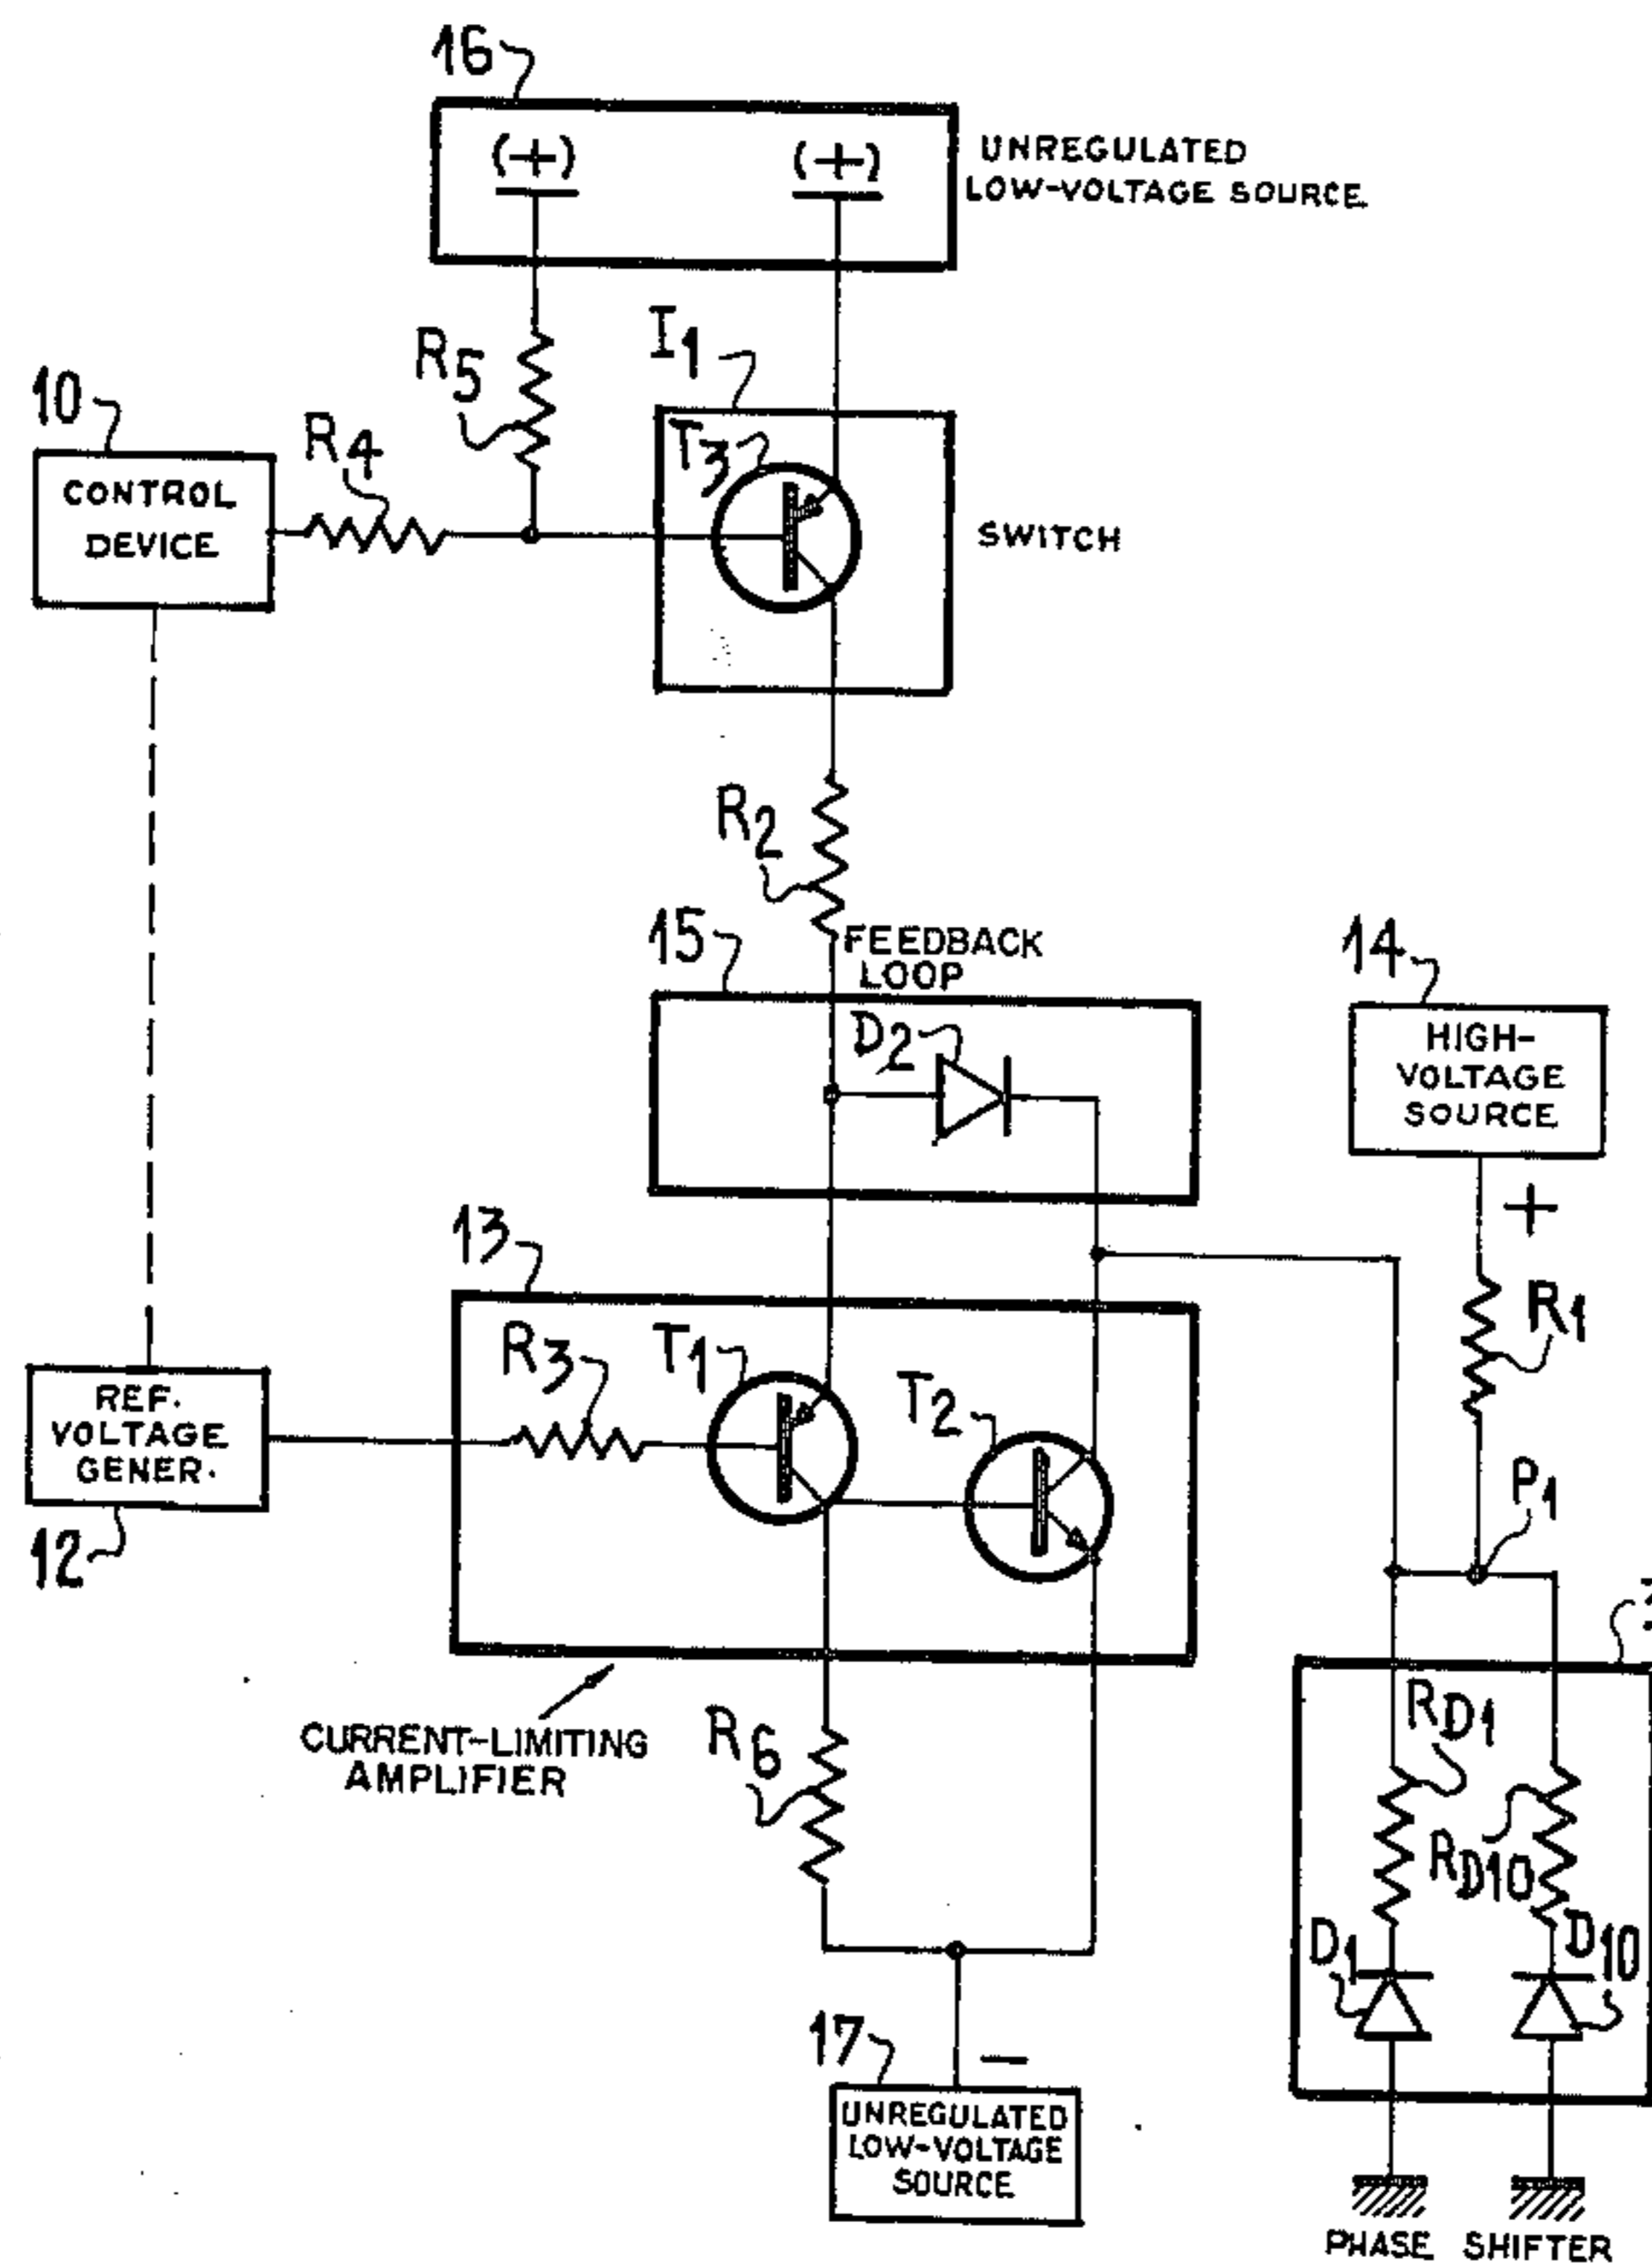 16
(+) (+)
UNREGULATED
LOW-VOLTAGE SOURCE
I1
R5
10
R4
T3
CONTROL
DEVICE
SWITCH
R2
15
FEEDBACK
LOOP
14
D2
HIGH-
VOLTAGE
SOURCE
+
13
R1
R3
T1
T2
REF.
VOLTAGE
GENER.
12
P1
CURRENT-LIMITING
AMPLIFIER
R6
RD1
RD10
D1
D10
17
-
UNREGULATED
LOW-VOLTAGE
SOURCE
PHASE SHIFTER